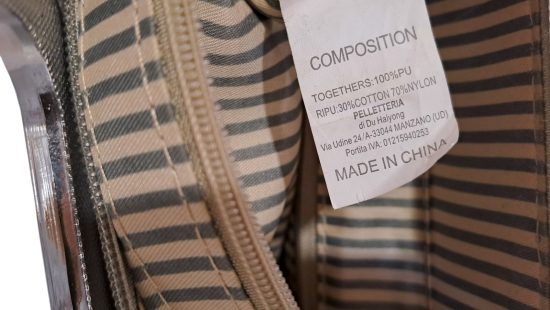 COMPOSITION
TOGETHERS:100%PU
RIPU:30%COTTON 70%NYLON
PELLETTERIA
di Du Haiyong
Via Udine 24/A-33044 MANZANO (UD)
Portita IVA: 01215940253
MADE IN CHINA